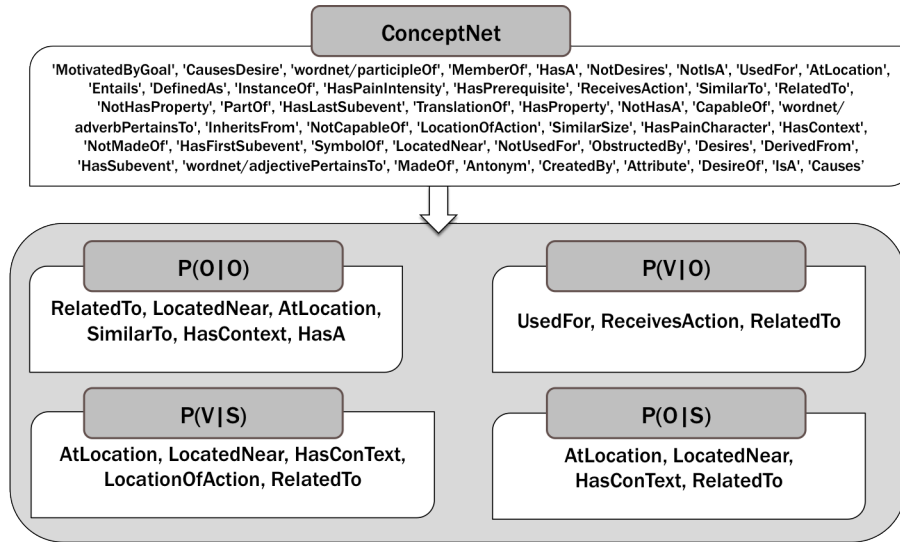 ConceptNet
'MotivatedByGoal', 'CausesDesire', 'wordnet/participleOf', 'MemberOf', 'HasA', 'NotDesires', 'NotIsA', 'UsedFor', 'AtLocation',
'Entails', 'DefinedAs', 'InstanceOf', 'HasPainIntensity', 'HasPrerequisite', 'ReceivesAction', 'SimilarTo', 'RelatedTo',
'NotHasProperty', 'PartOf', 'HasLastSubevent', 'TranslationOf', 'HasProperty', 'NotHasA', 'CapableOf', 'wordnet/
adverbPertainsTo', 'InheritsFrom', 'NotCapableOf', 'LocationOfAction', 'SimilarSize', 'HasPainCharacter', 'HasContext',
'NotMadeOf', 'HasFirstSubevent', 'SymbolOf', 'LocatedNear', 'NotUsedFor', 'ObstructedBy', 'Desires', 'DerivedFrom',
'HasSubevent', 'wordnet/adjectivePertainsTo', 'MadeOf', 'Antonym', 'CreatedBy', 'Attribute', 'DesireOf', 'IsA', 'Causes’
P(O|O)
RelatedTo, LocatedNear, AtLocation,
SimilarTo, HasContext, HasA
P(V|O)
UsedFor, ReceivesAction, RelatedTo
P(V|S)
AtLocation, LocatedNear, HasConText,
LocationOfAction, RelatedTo
P(O|S)
AtLocation, LocatedNear,
HasConText, RelatedTo